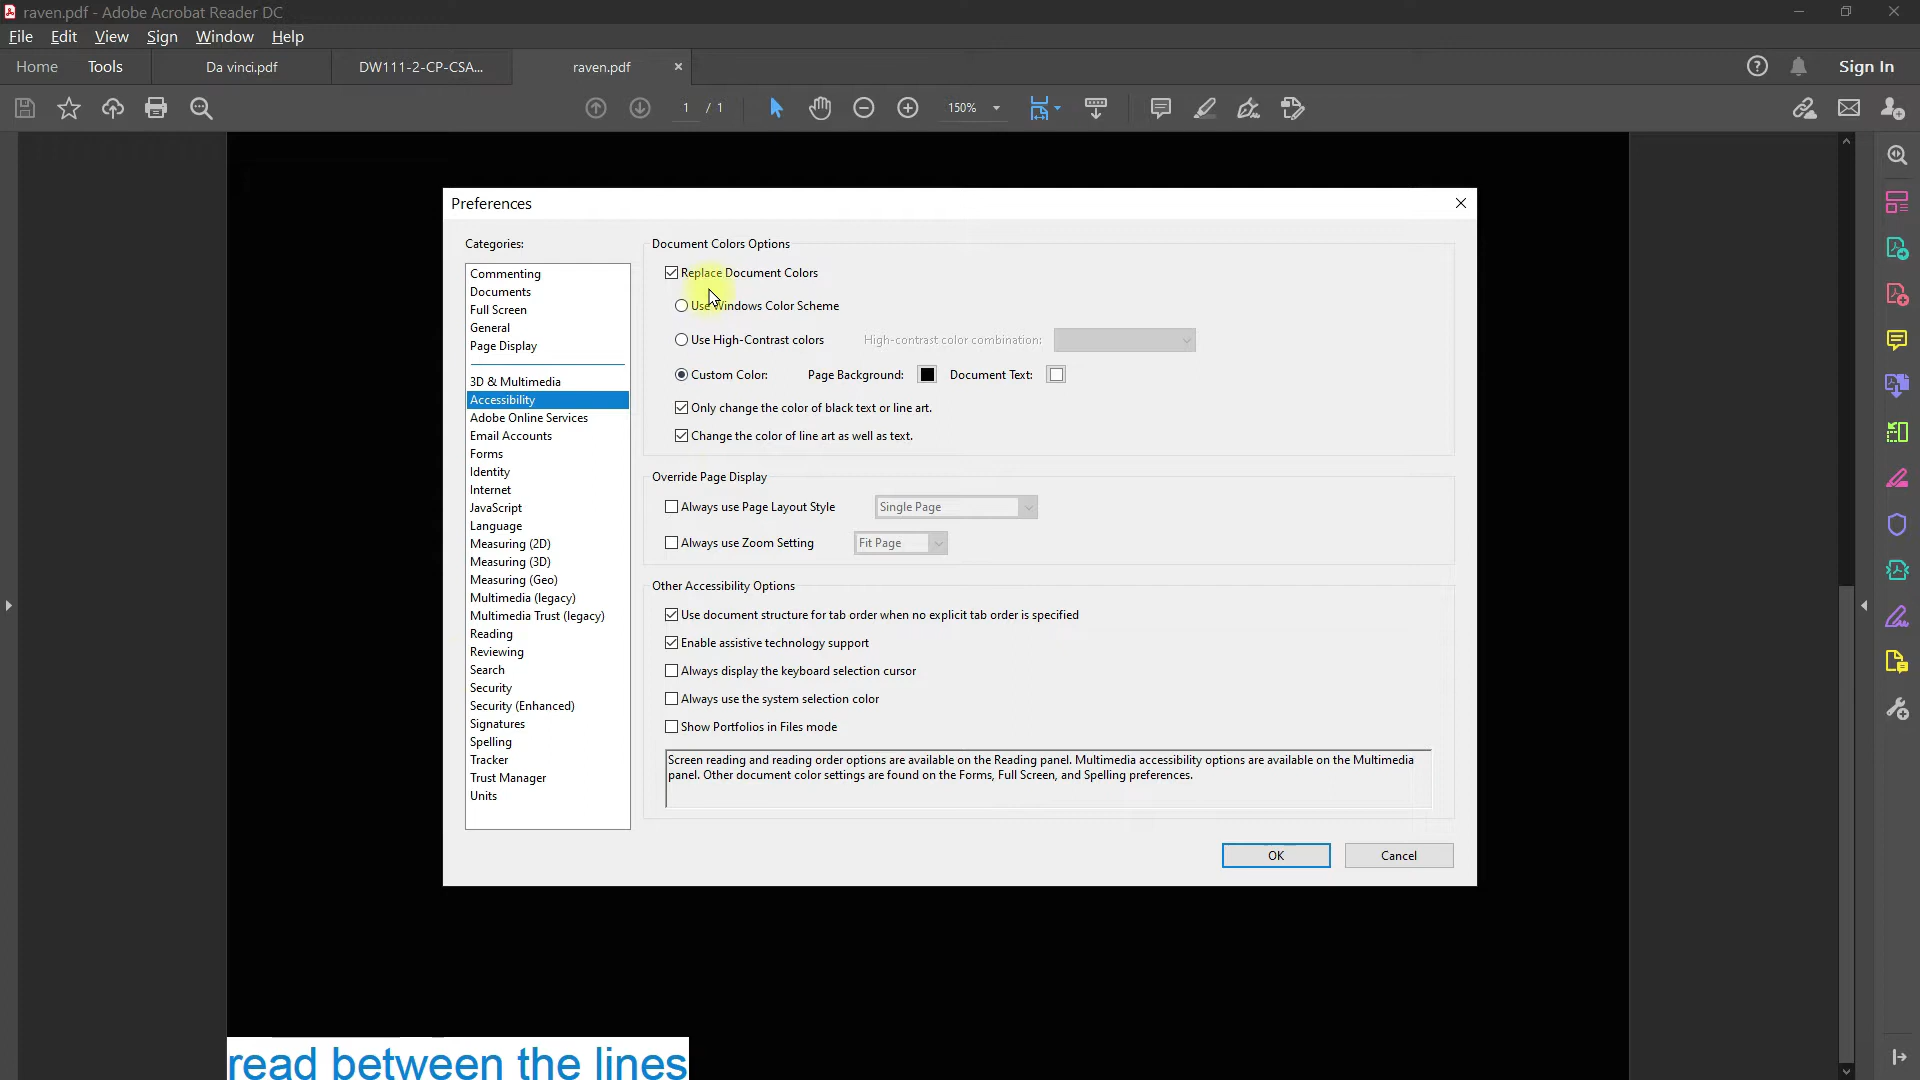 raven.pdf - Adobe Acrobat Reader DC
File Edit View Sign Window Help
Home Tools Da vinci.pdf DW111-2-CP-CSA... raven.pdf × Sign In
1 / 1 150%
Preferences
Categories:
Commenting
Documents
Full Screen
General
Page Display
3D & Multimedia
Accessibility
Adobe Online Services
Email Accounts
Forms
Identity
Internet
JavaScript
Language
Measuring (2D)
Measuring (3D)
Measuring (Geo)
Multimedia (legacy)
Multimedia Trust (legacy)
Reading
Reviewing
Search
Security
Security (Enhanced)
Signatures
Spelling
Tracker
Trust Manager
Units
Document Colors Options
Replace Document Colors
Use Windows Color Scheme
Use High-Contrast colors High-contrast color combination:
Custom Color: Page Background: Document Text:
Only change the color of black text or line art.
Change the color of line art as well as text.
Override Page Display
Always use Page Layout Style Single Page
Always use Zoom Setting Fit Page
Other Accessibility Options
Use document structure for tab order when no explicit tab order is specified
Enable assistive technology support
Always display the keyboard selection cursor
Always use the system selection color
Show Portfolios in Files mode
Screen reading and reading order options are available on the Reading panel. Multimedia accessibility options are available on the Multimedia
panel. Other document color settings are found on the Forms, Full Screen, and Spelling preferences.
OK Cancel
read between the lines